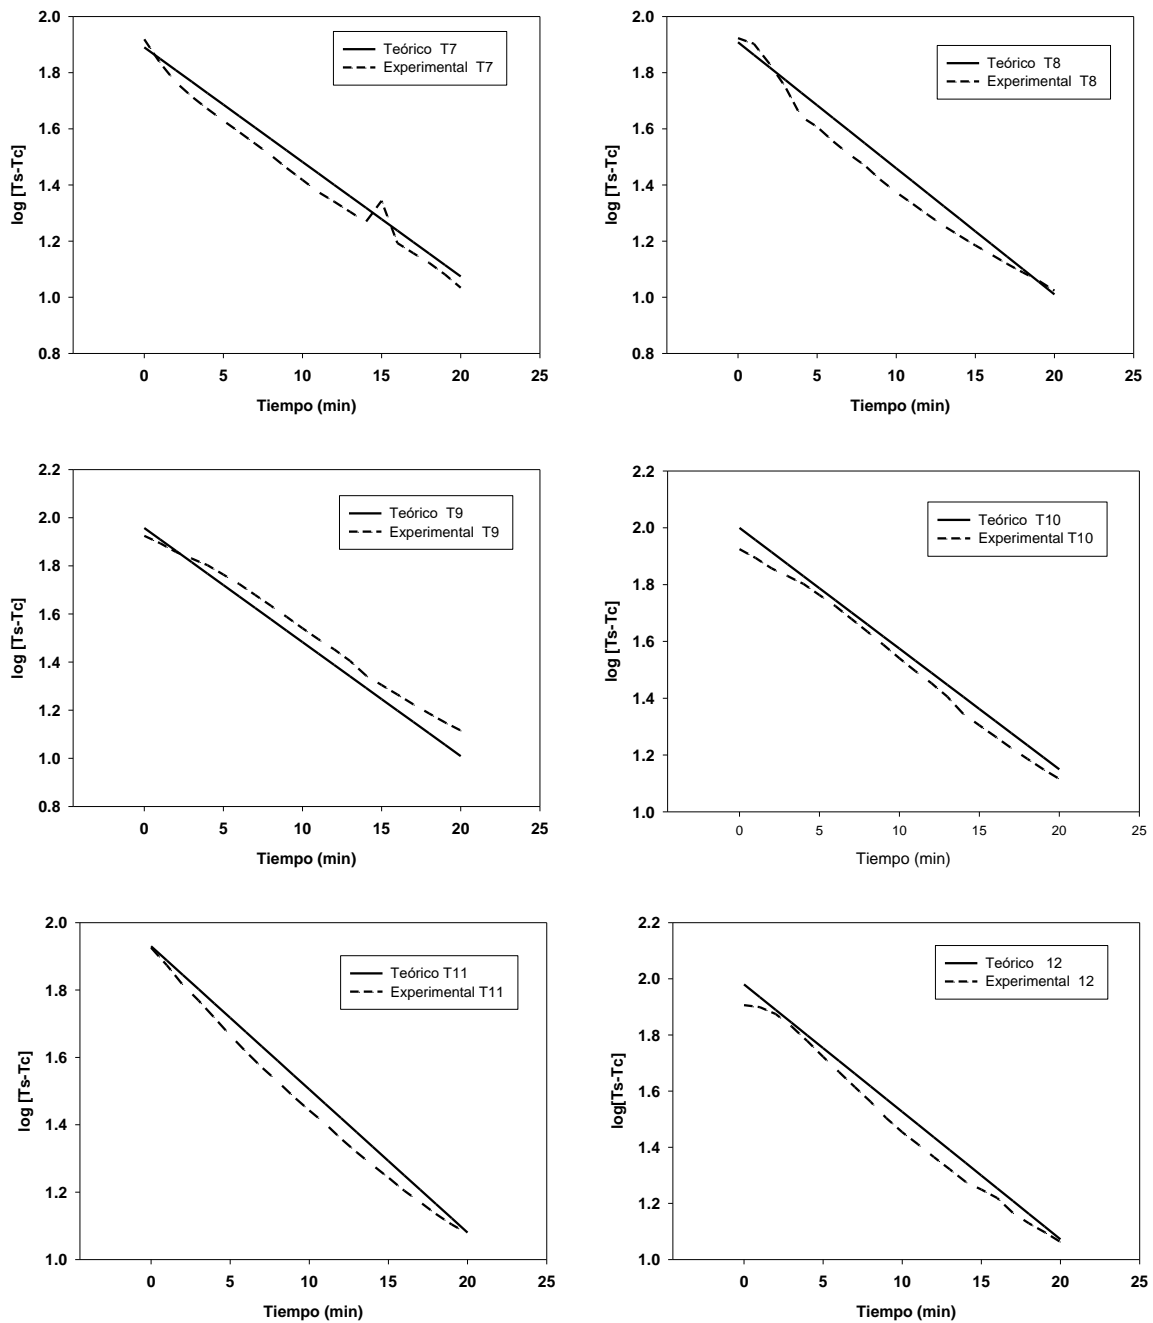 2.0
1.8
1.6
1.4
1.2
1.0
0.8
log [Ts-Tc]
Teórico T7
Experimental T7
0 5 10 15 20 25
Tiempo (min)
2.0
1.8
1.6
1.4
1.2
1.0
0.8
log [Ts-Tc]
Teórico T8
Experimental T8
0 5 10 15 20 25
Tiempo (min)
2.2
2.0
1.8
1.6
1.4
1.2
1.0
0.8
log [Ts-Tc]
Teórico T9
Experimental T9
0 5 10 15 20 25
Tiempo (min)
2.2
2.0
1.8
1.6
1.4
1.2
1.0
log [Ts-Tc]
Teórico T10
Experimental T10
0 5 10 15 20 25
Tiempo (min)
2.0
1.8
1.6
1.4
1.2
1.0
log [Ts-Tc]
Teórico T11
Experimental T11
0 5 10 15 20 25
Tiempo (min)
2.2
2.0
1.8
1.6
1.4
1.2
1.0
log[Ts-Tc]
Teórico 12
Experimental 12
0 5 10 15 20 25
Tiempo (min)